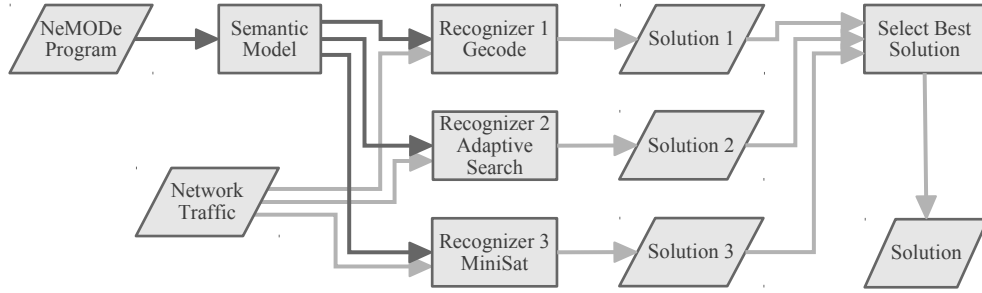 NeMODe
Program
Semantic
Model
Recognizer 1
Gecode
Solution 1
Select Best
Solution
Recognizer 2
Adaptive
Search
Solution 2
Network
Traffic
Recognizer 3
MiniSat
Solution 3
Solution